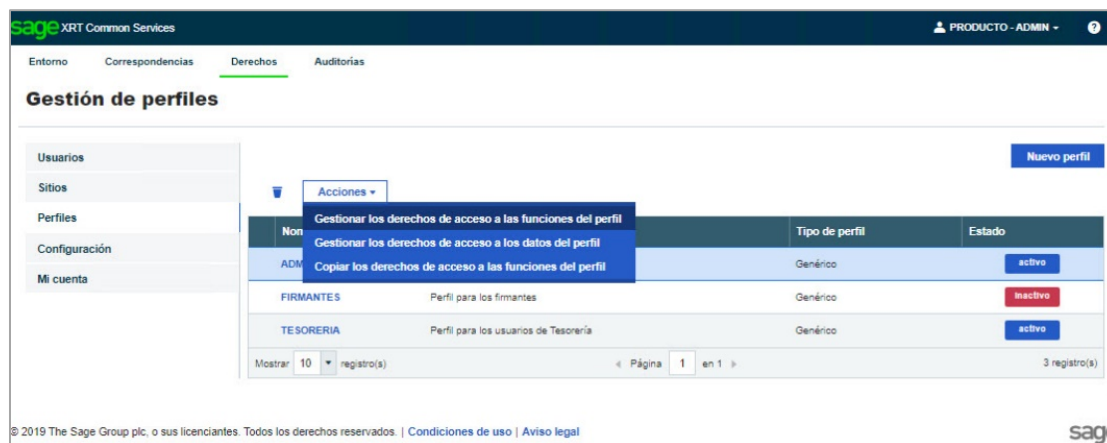 sage XRT Common Services PRODUCTO - ADMIN
Entorno Correspondencias Derechos Auditorías
Gestión de perfiles
Usuarios
Sitios
Perfiles
Configuración
Mi cuenta
Nuevo perfil
Acciones
Gestionar los derechos de acceso a las funciones del perfil
Gestionar los derechos de acceso a los datos del perfil
Copiar los derechos de acceso a las funciones del perfil
Tipo de perfil Estado
Genérico activo
FIRMANTES Perfil para los firmantes Genérico inactivo
TESORERIA Perfil para los usuarios de Tesorería Genérico activo
Mostrar 10 registro(s) Página 1 en 1 3 registro(s)
© 2019 The Sage Group plc, o sus licenciantes. Todos los derechos reservados. | Condiciones de uso | Aviso legal